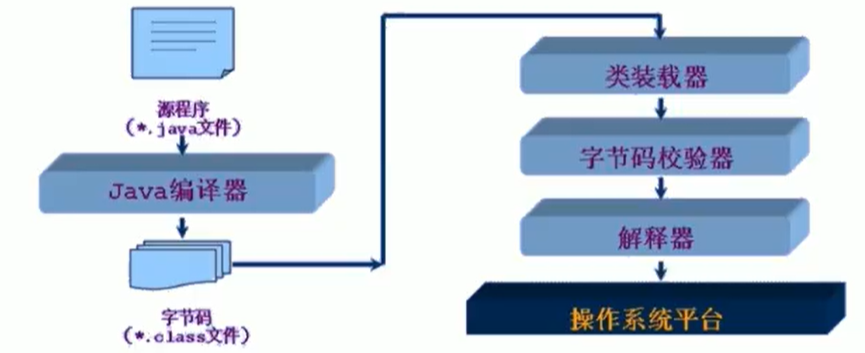 源程序
(*.java文件)
Java编译器
字节码
(*.class文件)
类装载器
字节码校验器
解释器
操作系统平台